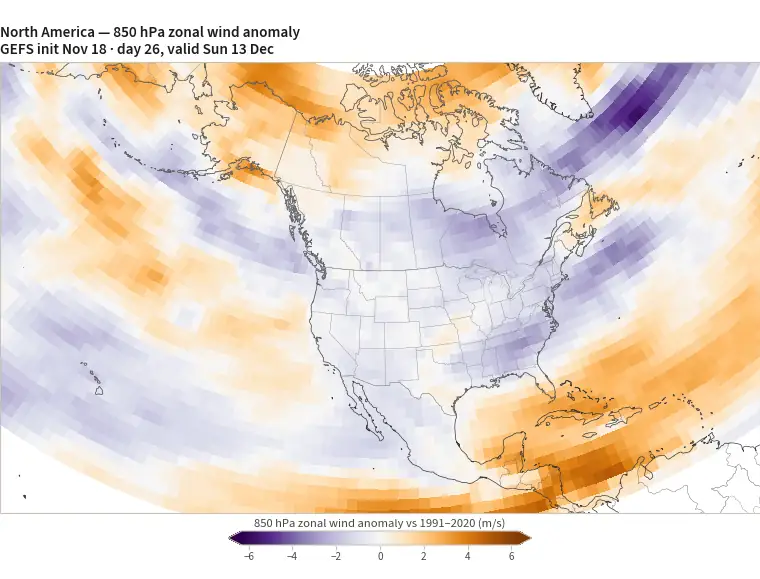 North America — 850 hPa zonal wind anomaly
GEFS init Nov 18 · day 26, valid Sun 13 Dec
850 hPa zonal wind anomaly vs 1991–2020 (m/s)
−6 −4 −2 0 2 4 6